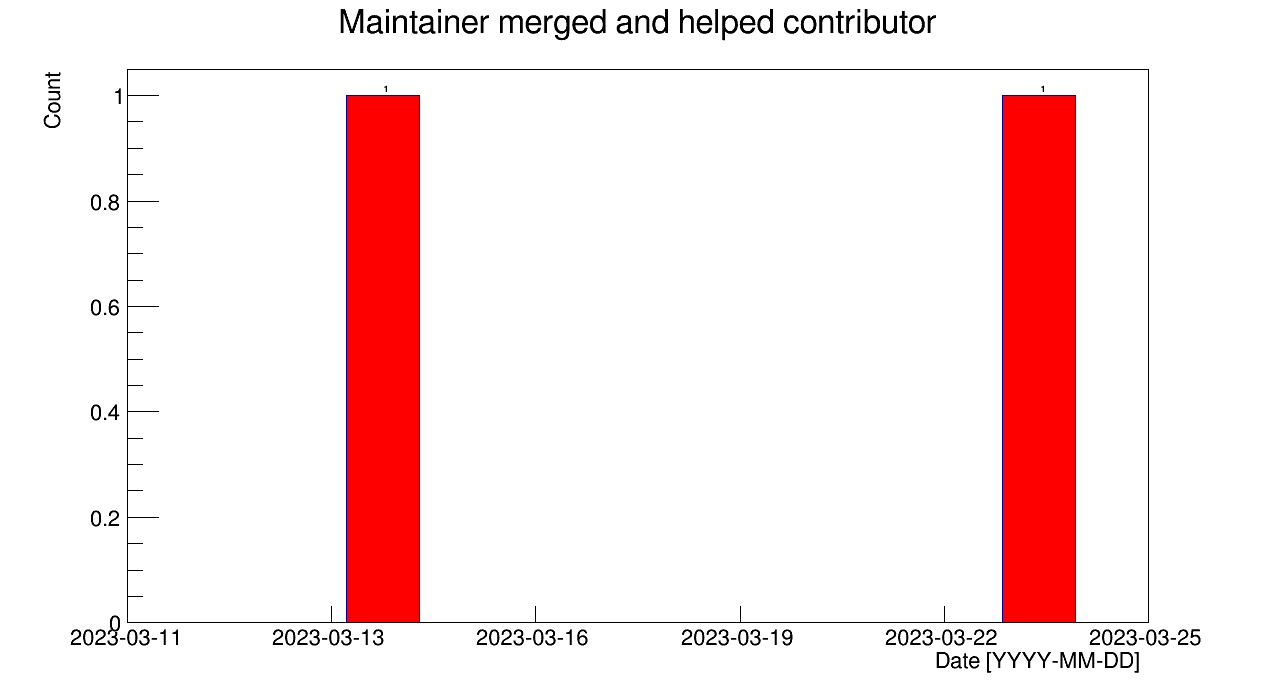 Maintainer merged and helped contributor
Count
1
1
1
0.8
0.6
0.4
0.2
0
2023-03-11 2023-03-13 2023-03-16 2023-03-19 2023-03-22 2023-03-25
Date [YYYY-MM-DD]